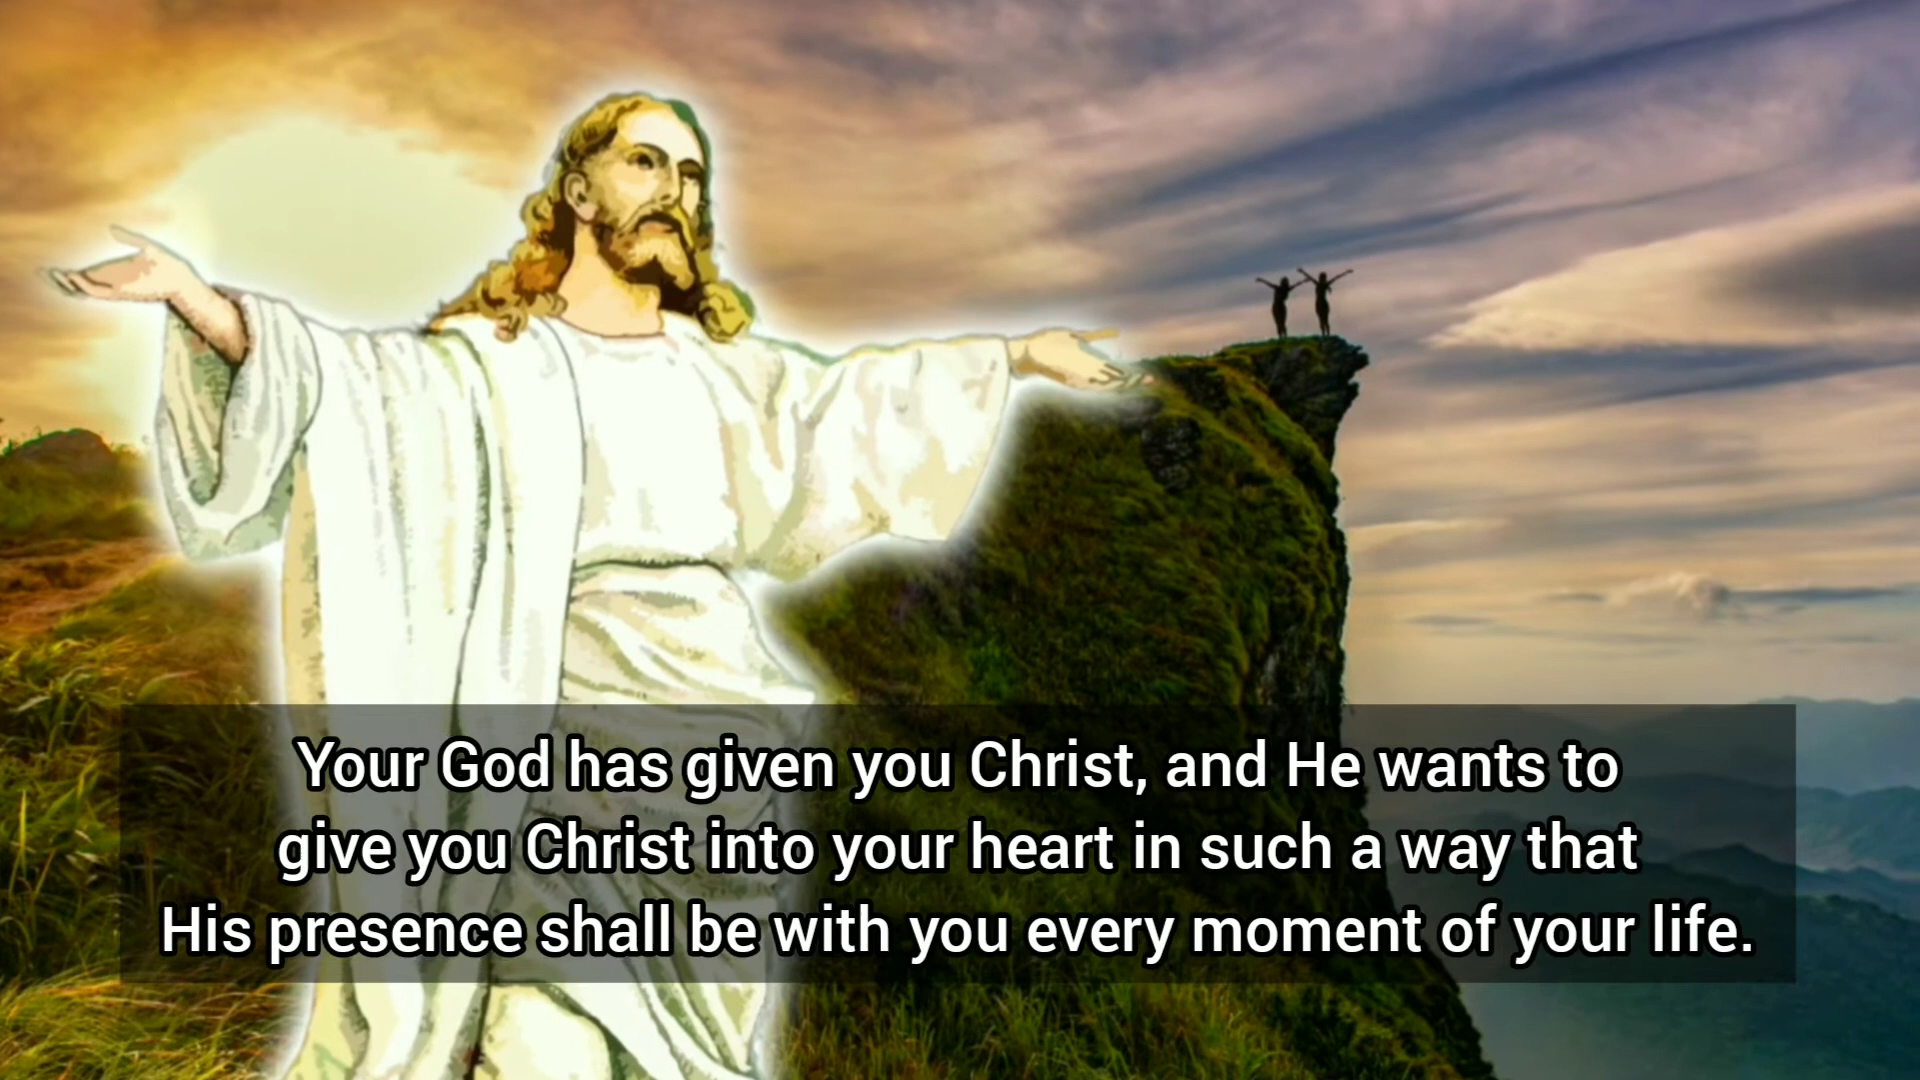 Your God has given you Christ, and He wants to
give you Christ into your heart in such a way that
His presence shall be with you every moment of your life.